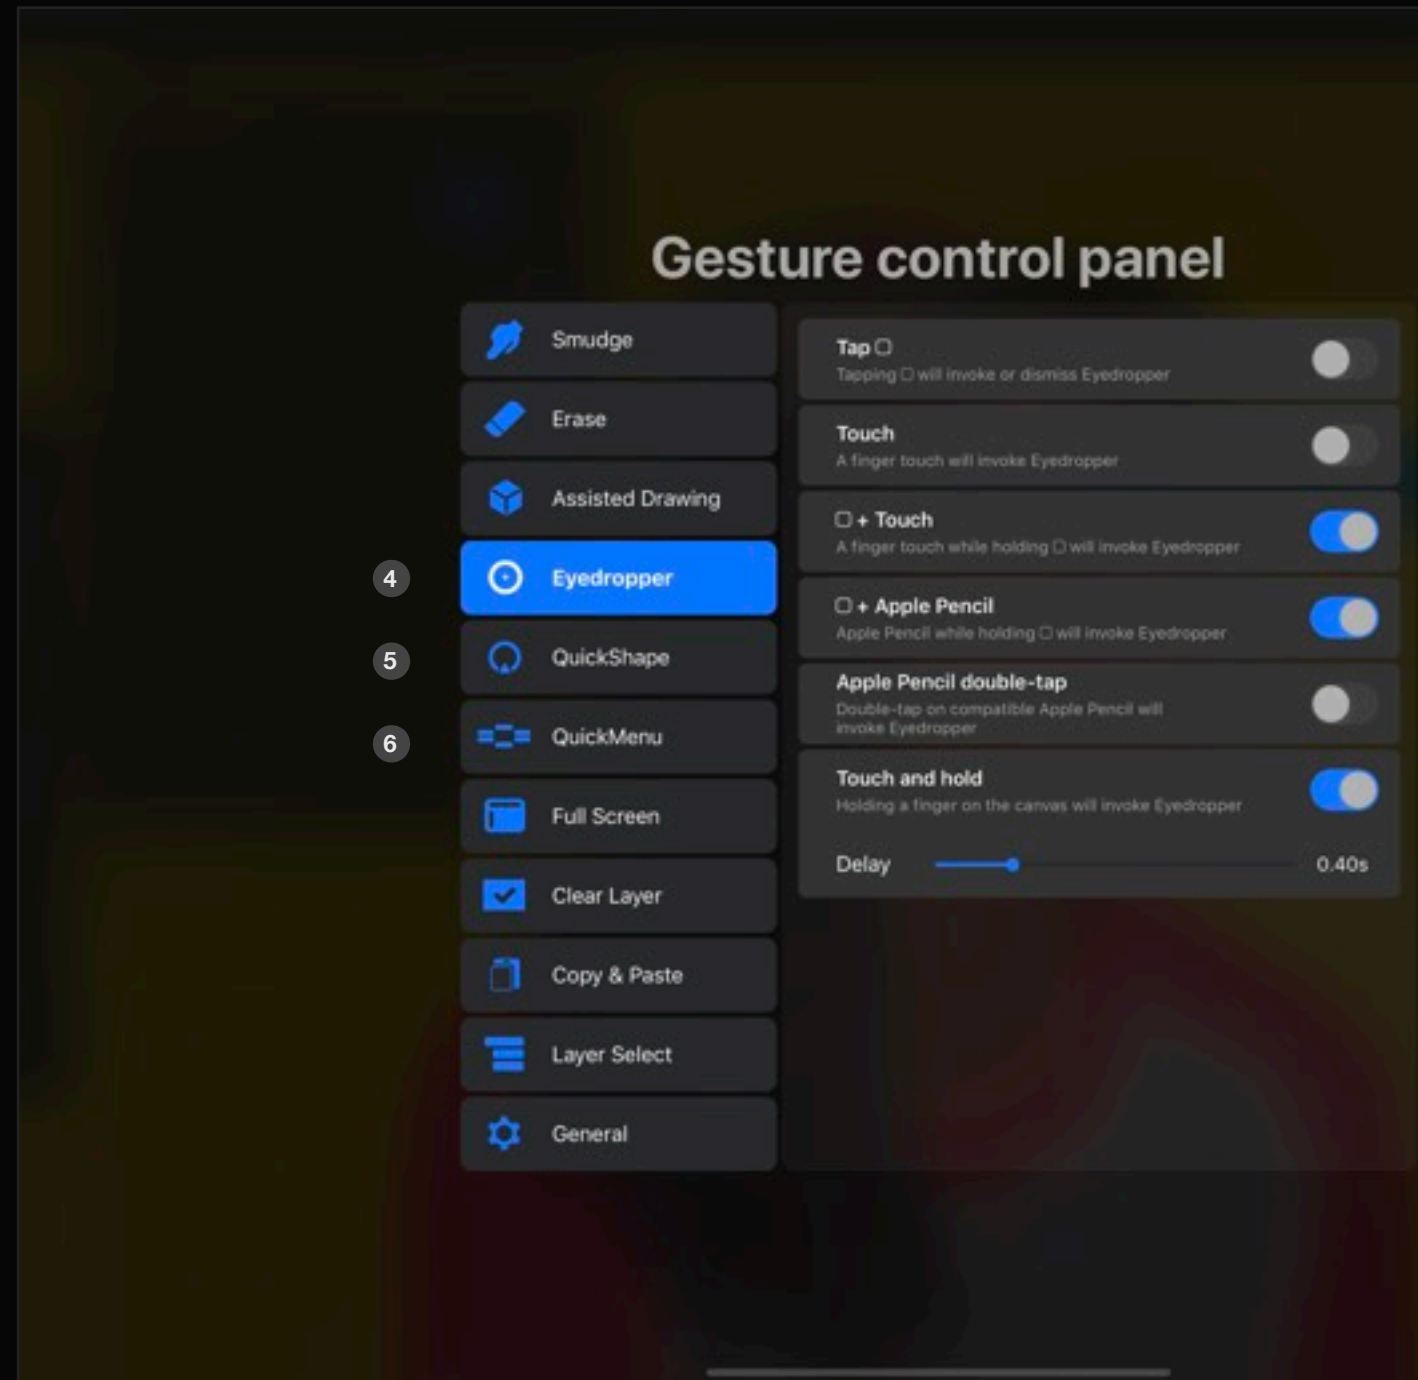 Gesture control panel
Smudge
Erase
Assisted Drawing
4
Eyedropper
5
QuickShape
6
QuickMenu
Full Screen
Clear Layer
Copy & Paste
Layer Select
General
Tap ▢
Tapping ▢ will invoke or dismiss Eyedropper
Touch
A finger touch will invoke Eyedropper
▢ + Touch
A finger touch while holding ▢ will invoke Eyedropper
▢ + Apple Pencil
Apple Pencil while holding ▢ will invoke Eyedropper
Apple Pencil double-tap
Double-tap on compatible Apple Pencil will
invoke Eyedropper
Touch and hold
Holding a finger on the canvas will invoke Eyedropper
Delay
0.40s